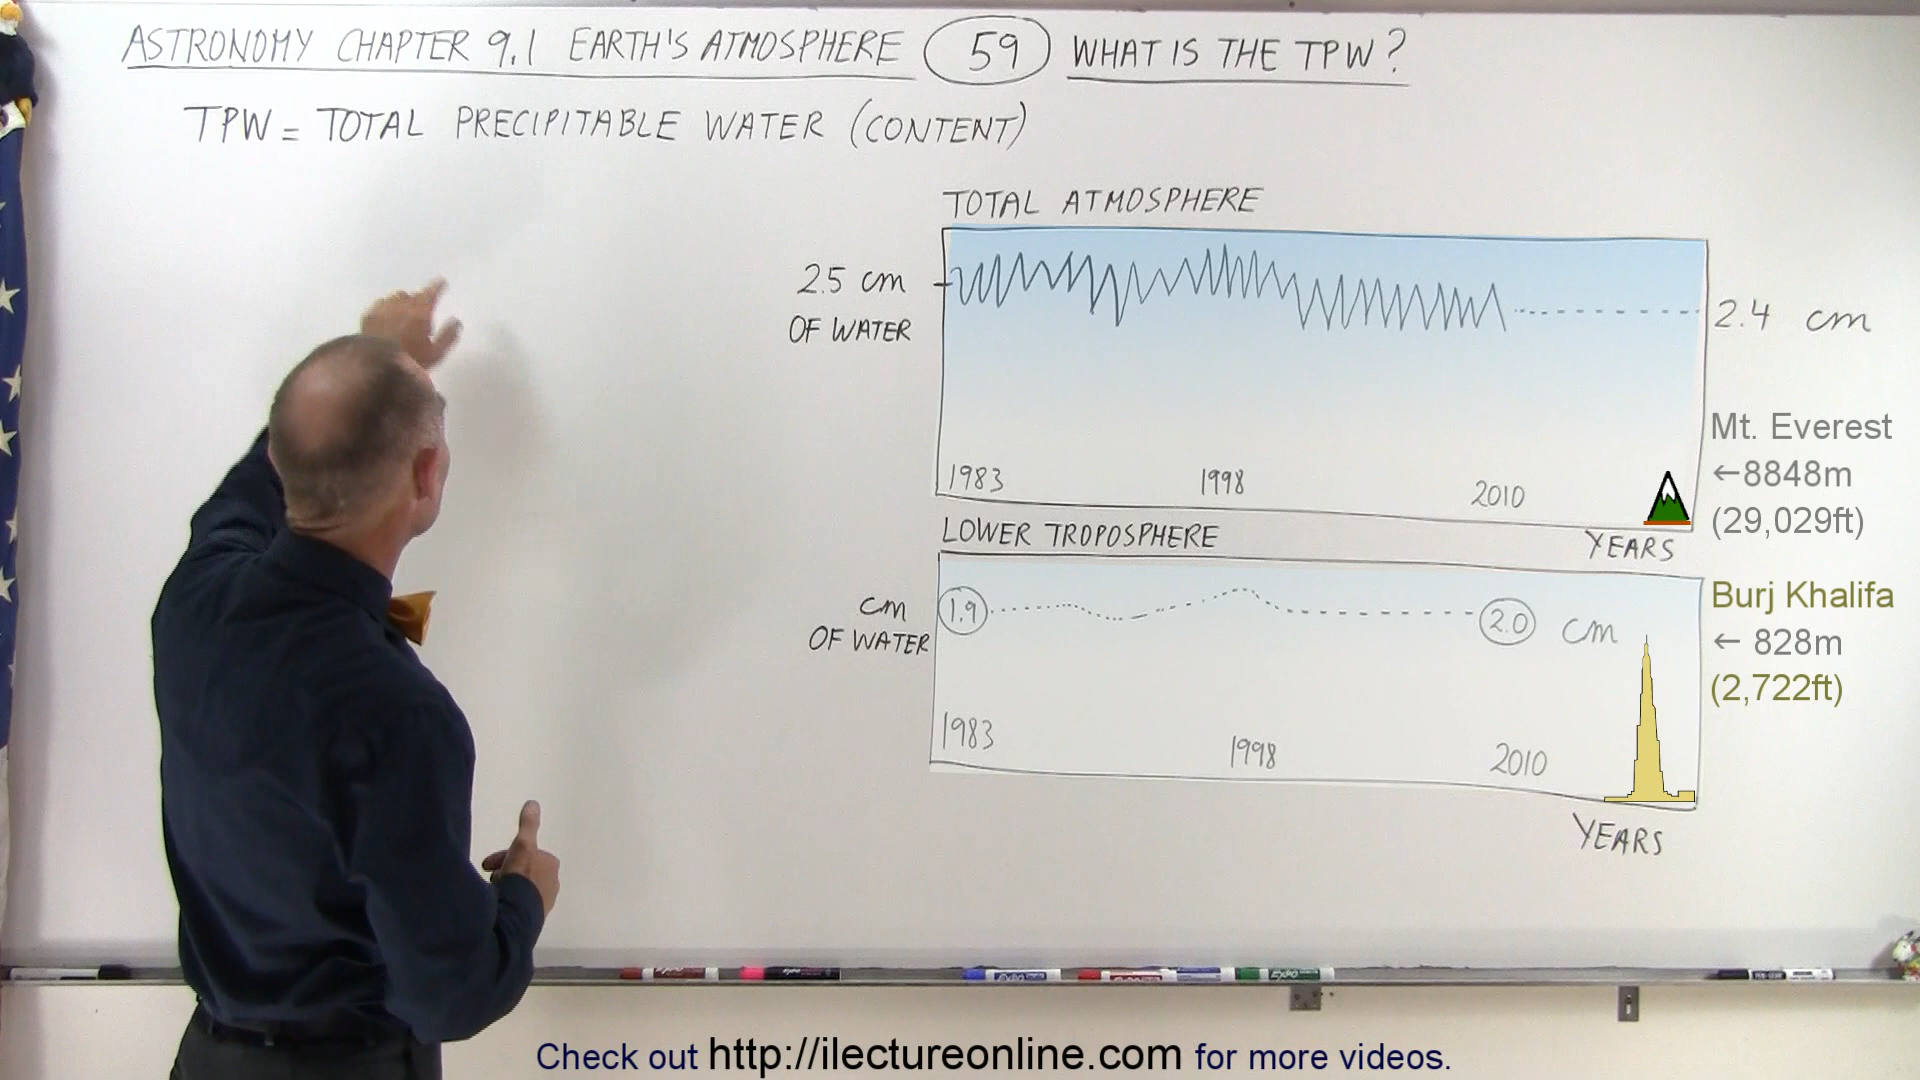 ASTRONOMY CHAPTER 9.1 EARTH'S ATMOSPHERE 59 WHAT IS THE TPW?
TPW = TOTAL PRECIPITABLE WATER (CONTENT)
TOTAL ATMOSPHERE
2.5 cm
OF WATER
2.4 cm
1983 1998 2010
YEARS
Mt. Everest
←8848m
(29,029ft)
LOWER TROPOSPHERE
cm
OF WATER
1.9
2.0 cm
Burj Khalifa
← 828m
(2,722ft)
1983 1998 2010
YEARS
EXPO
Check out http://ilectureonline.com for more videos.